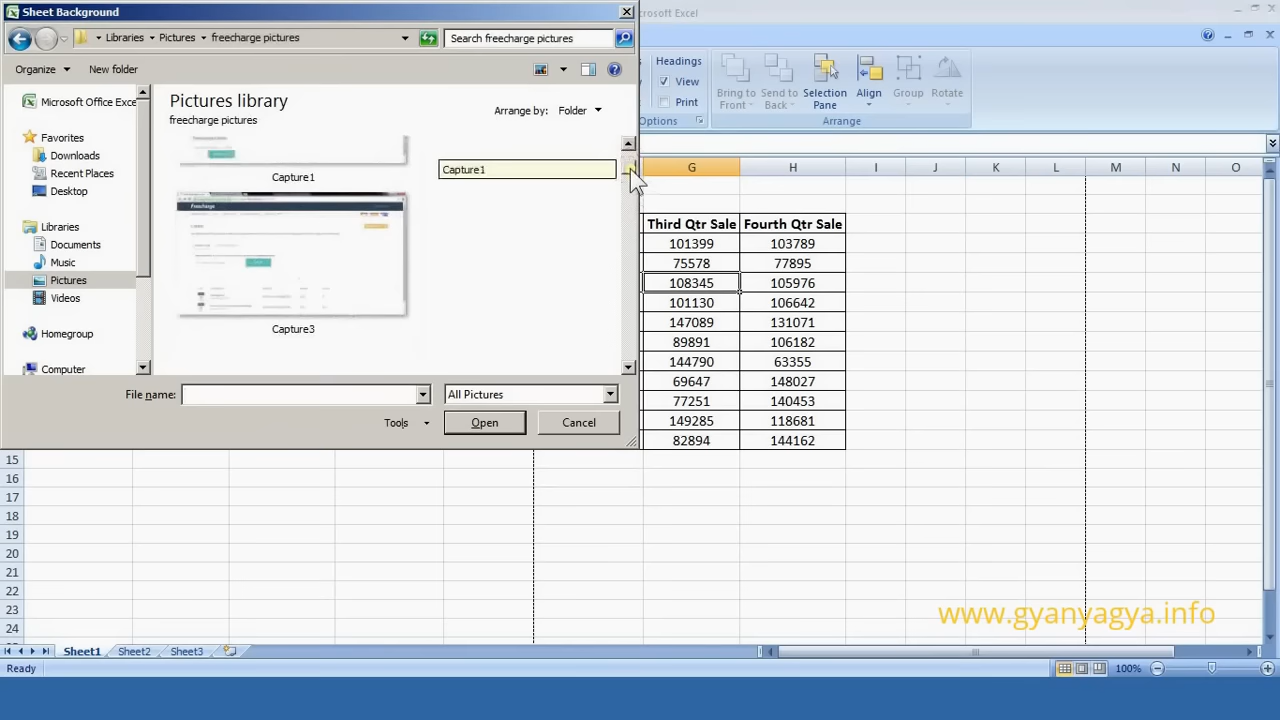 Sheet Background
crosoft Excel
Libraries Pictures freecharge pictures
Search freecharge pictures
Organize
New folder
Microsoft Office Exce
Favorites
Downloads
Recent Places
Desktop
Libraries
Documents
Music
Pictures
Videos
Homegroup
Computer
Pictures library
freecharge pictures
Arrange by: Folder
Capture1
Capture1
Capture3
File name:
All Pictures
Tools
Open
Cancel
Headings
View
Print
Options
Bring to Front
Send to Back
Selection Pane
Align
Group
Rotate
Arrange
G H I J K L M N O
Third Qtr Sale Fourth Qtr Sale
101399 103789
75578 77895
108345 105976
101130 106642
147089 131071
89891 106182
144790 63355
69647 148027
77251 140453
149285 118681
82894 144162
15
16
17
18
19
20
21
22
23
24
www.gyanyagya.info
Sheet1 Sheet2 Sheet3
Ready
100%